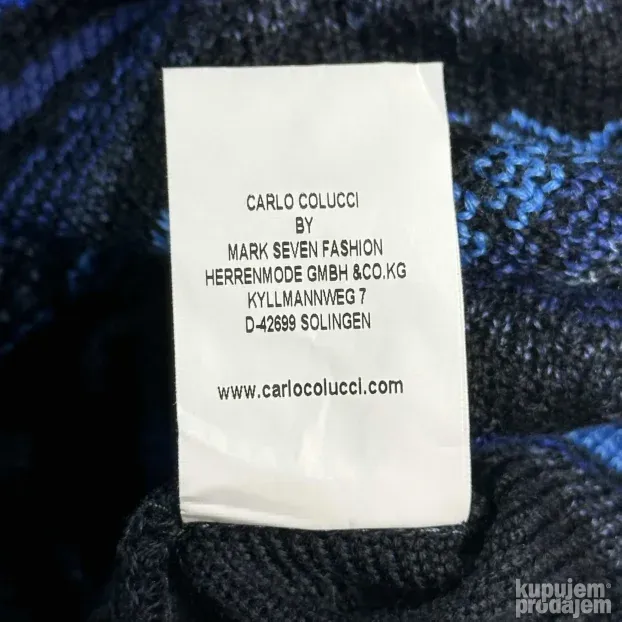 CARLO COLUCCI
BY
MARK SEVEN FASHION
HERRENMODE GMBH &CO.KG
KYLLMANNWEG 7
D-42699 SOLINGEN
www.carlocolucci.com
kupujem
prodajem